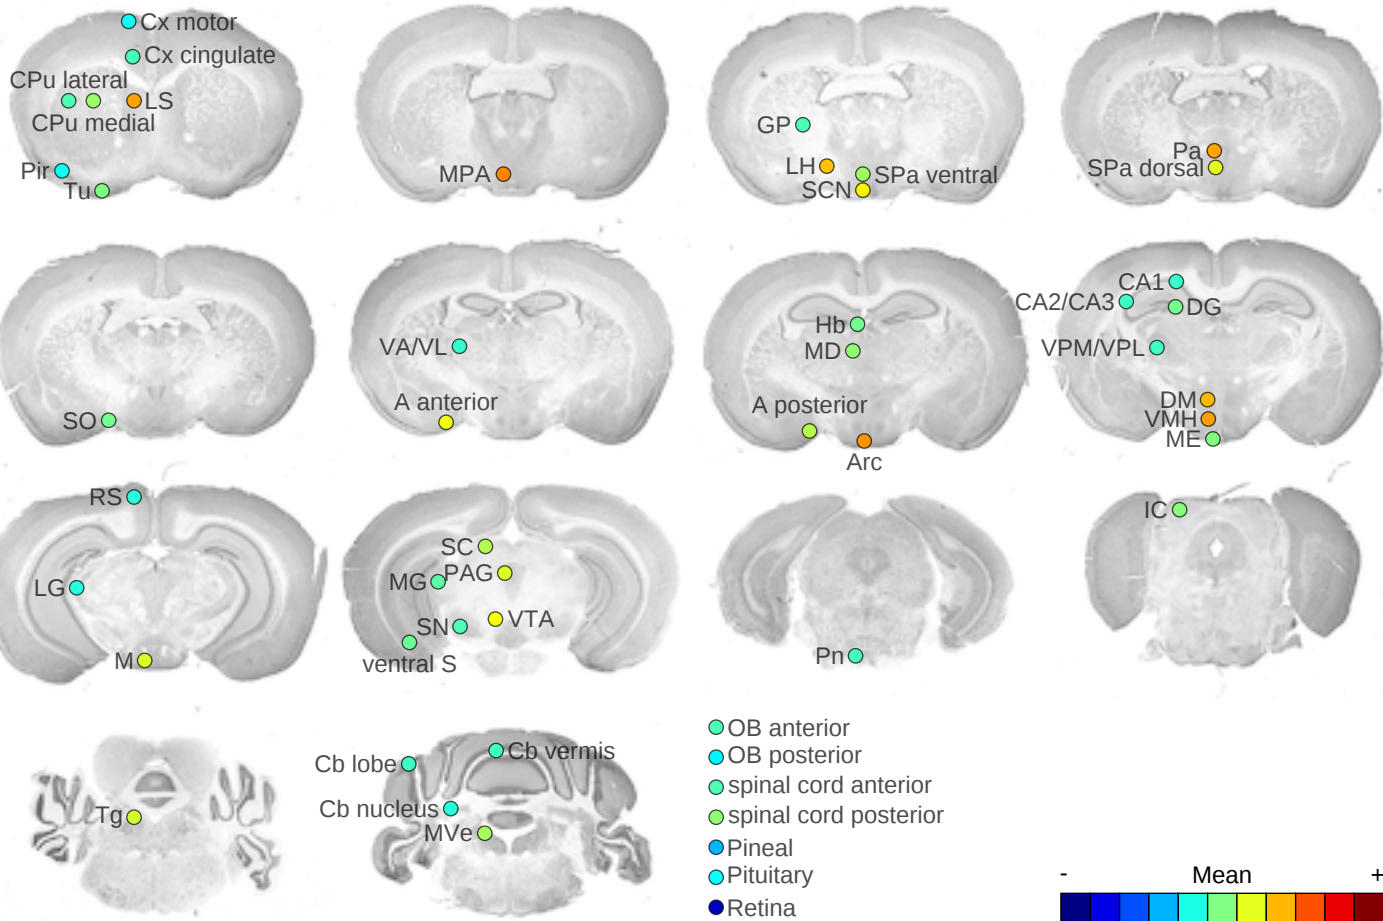 Cx motor
Cx cingulate
CPu lateral
LS
CPu medial
Pir
Tu
MPA
GP
LH
SPa ventral
SCN
Pa
SPa dorsal
SO
VA/VL
A anterior
Hb
MD
A posterior
Arc
CA1
CA2/CA3
DG
VPM/VPL
DM
VMH
ME
RS
LG
M
SC
MG
PAG
SN
VTA
ventral S
Pn
IC
Tg
Cb lobe
Cb vermis
Cb nucleus
MVe
OB anterior
OB posterior
spinal cord anterior
spinal cord posterior
Pineal
Pituitary
Retina
- Mean +